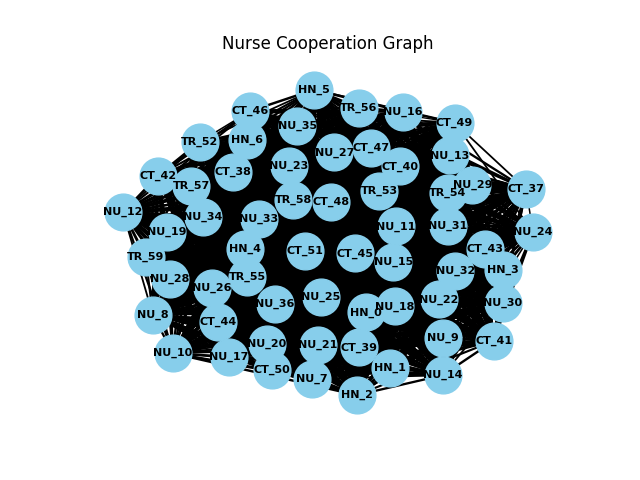 Nurse Cooperation Graph
HN_5
TR_56
CT_46
NU_16
CT_49
NU_35
HN_6
TR_52
CT_47
NU_27
NU_13
NU_23
CT_40
CT_38
CT_42
TR_57
NU_29
CT_37
TR_53
TR_54
TR_58
CT_48
NU_12
NU_34
NU_33
NU_11
NU_31
NU_19
NU_24
HN_4
CT_43
CT_51
CT_45
TR_59
NU_15
HN_3
NU_32
NU_28
TR_55
NU_26
NU_25
NU_22
NU_36
NU_30
NU_18
HN_0
NU_8
CT_44
NU_9
CT_41
NU_20
NU_21
CT_39
NU_10
NU_17
HN_1
CT_50
NU_14
NU_7
HN_2